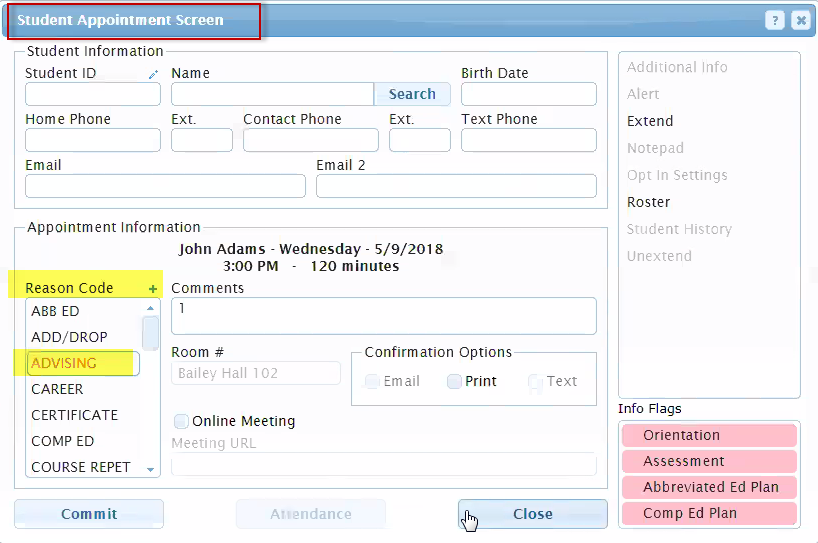 Student Appointment Screen ?
Student Information
Student ID Name Birth Date
Search
Home Phone Ext. Contact Phone Ext. Text Phone
Email Email 2
Appointment Information
John Adams - Wednesday - 5/9/2018
3:00 PM - 120 minutes
Reason Code + Comments
ABB ED
ADD/DROP
ADVISING
CAREER
CERTIFICATE
COMP ED
COURSE REPET
1
Room #
Bailey Hall 102
Confirmation Options
Email Print Text
Online Meeting
Meeting URL
Commit Attendance Close
Additional Info
Alert
Extend
Notepad
Opt In Settings
Roster
Student History
Unextend
Info Flags
Orientation
Assessment
Abbreviated Ed Plan
Comp Ed Plan